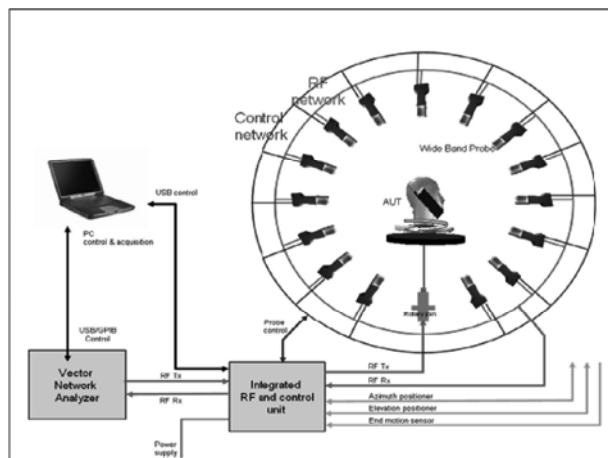 RF
network
Control
network
Wide Band Probe
USB control
AUT
PC
control & acquisition
USB/GPIB
Control
Probe
control
RF Tx
RF Tx
Vector
Network
Analyzer
Integrated
RF and control
unit
RF Rx
RF Rx
Azimuth positioner
Elevation positioner
End motion sensor
Power
supply